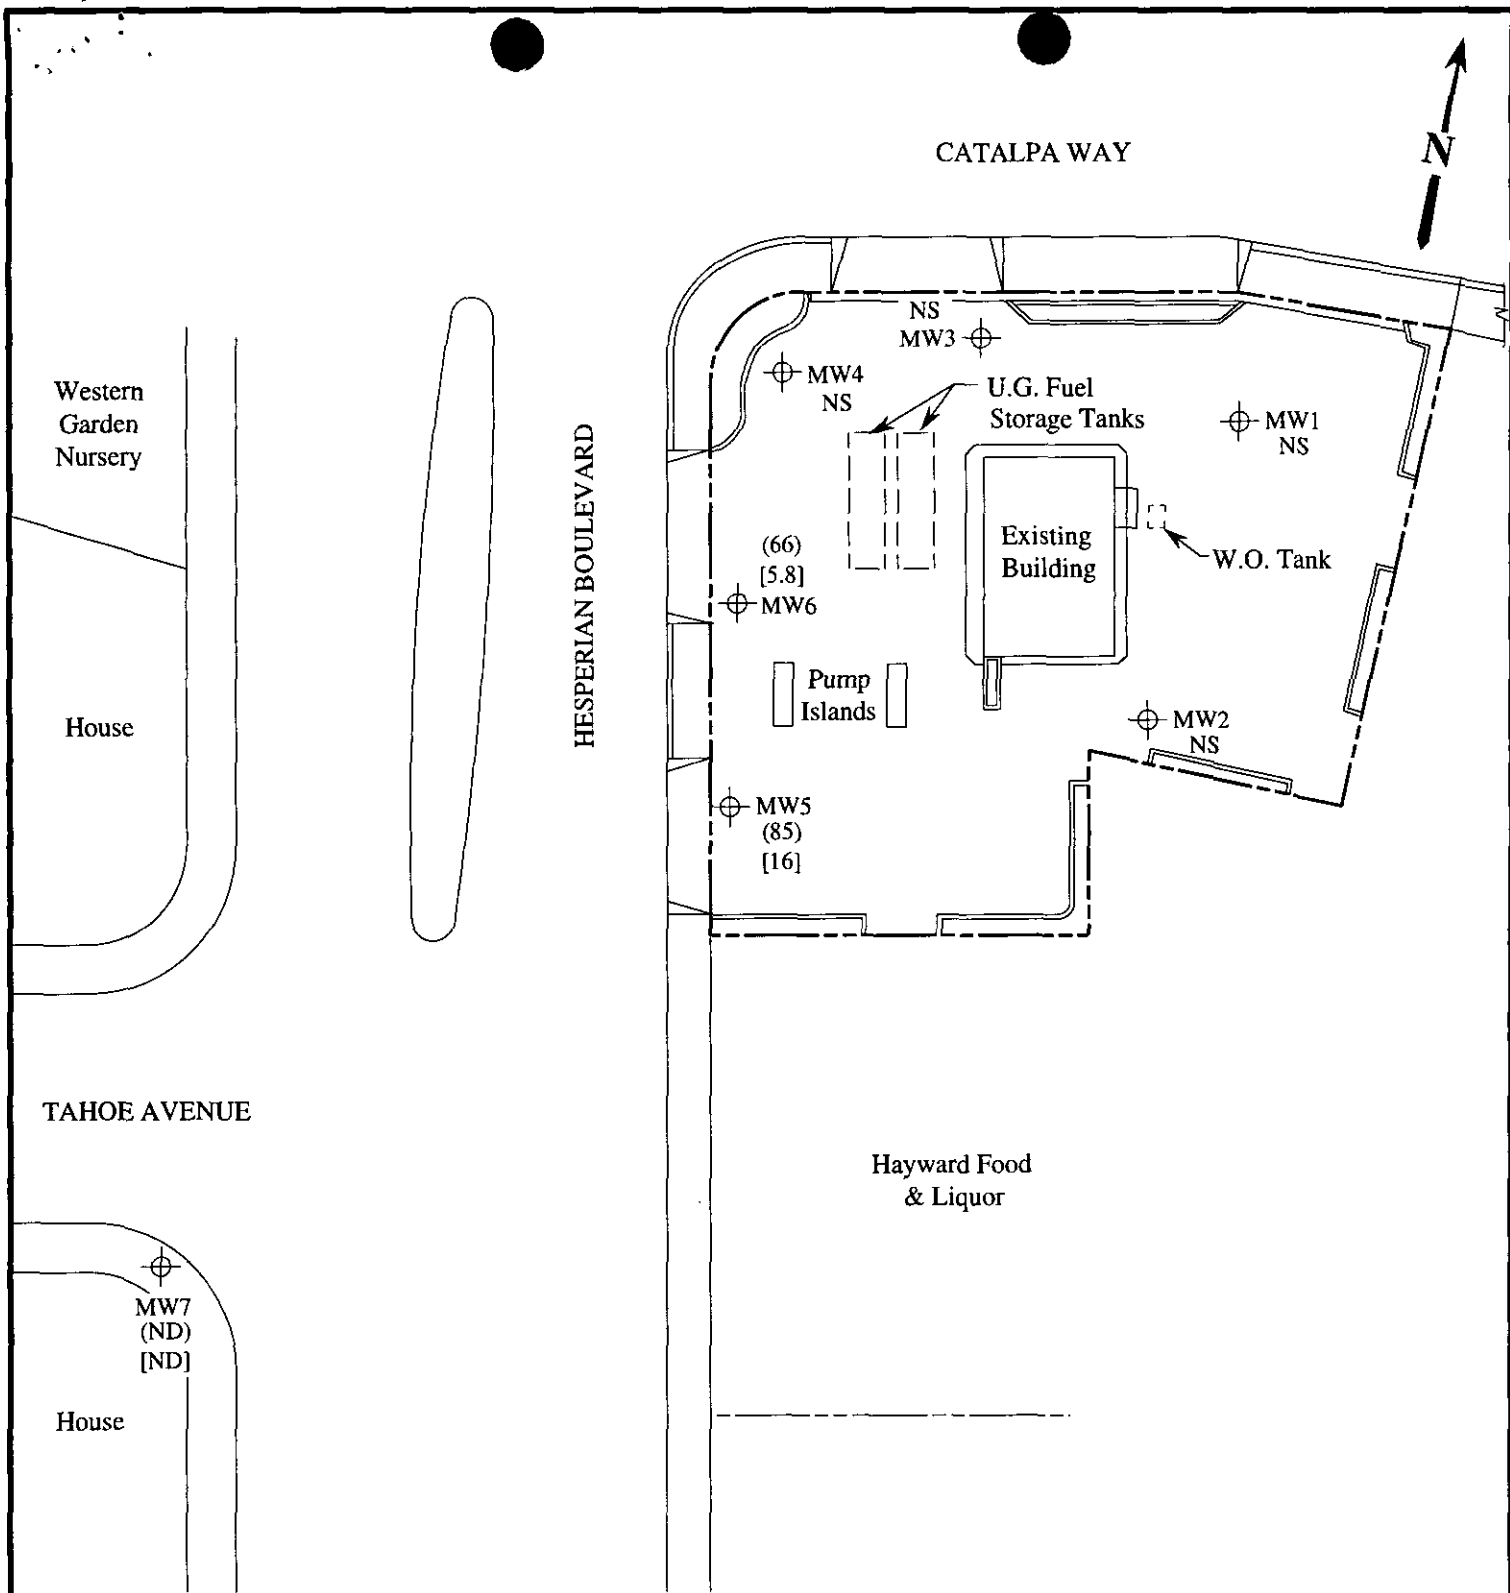 CATALPA WAY
N
NS
MW3
MW4
NS
U.G. Fuel
Storage Tanks
MW1
NS
Western
Garden
Nursery
HESPERIAN BOULEVARD
(66)
[5.8]
MW6
Existing
Building
W.O. Tank
House
Pump
Islands
MW2
NS
MW5
(85)
[16]
TAHOE AVENUE
Hayward Food
& Liquor
MW7
(ND)
[ND]
House